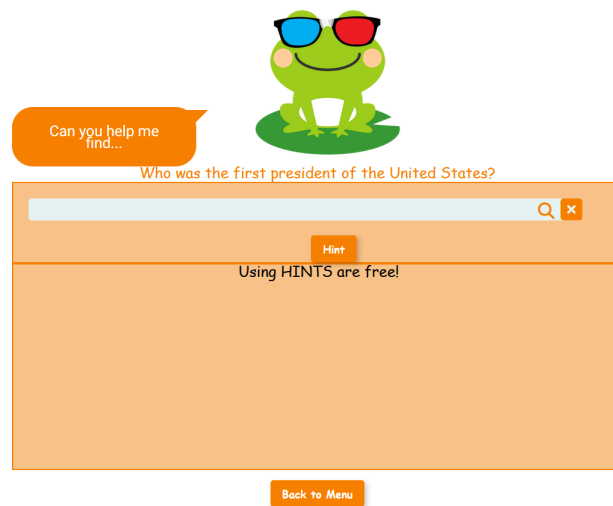 Can you help me
find...
Who was the first president of the United States?
Hint
Using HINTS are free!
Back to Menu